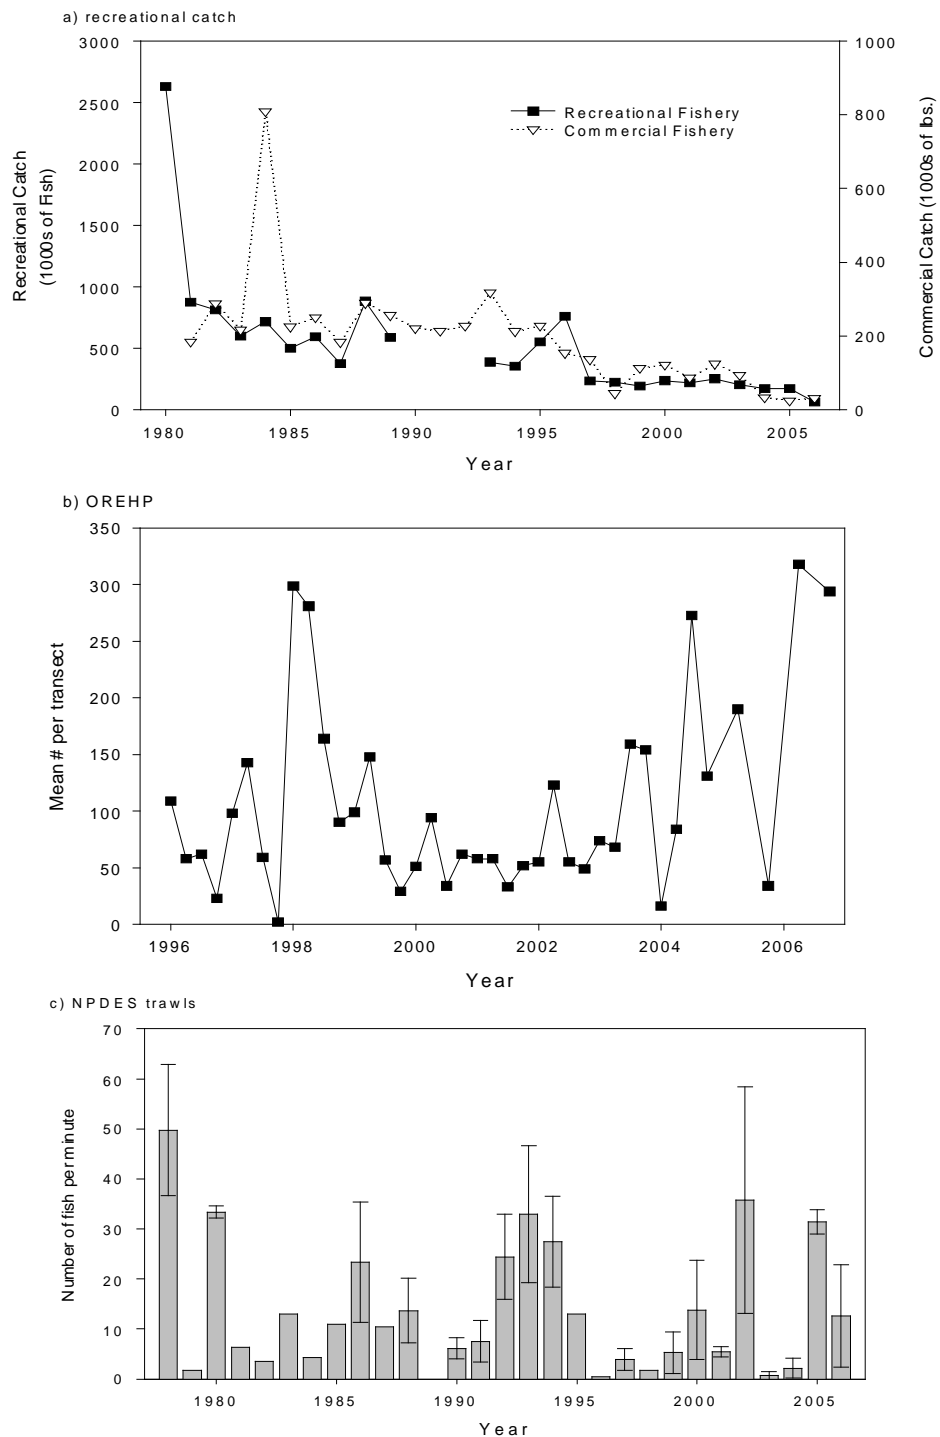 a) recreational catch
3000
2500
2000
1500
1000
500
0
1000
800
600
400
200
0
Recreational Catch
(1000s of Fish)
Commercial Catch (1000s of lbs.)
Recreational Fishery
Commercial Fishery
1980 1985 1990 1995 2000 2005
Year
b) OREHP
350
300
250
200
150
100
50
0
Mean # per transect
1996 1998 2000 2002 2004 2006
Year
c) NPDES trawls
70
60
50
40
30
20
10
0
Number of fish per minute
1980 1985 1990 1995 2000 2005
Year